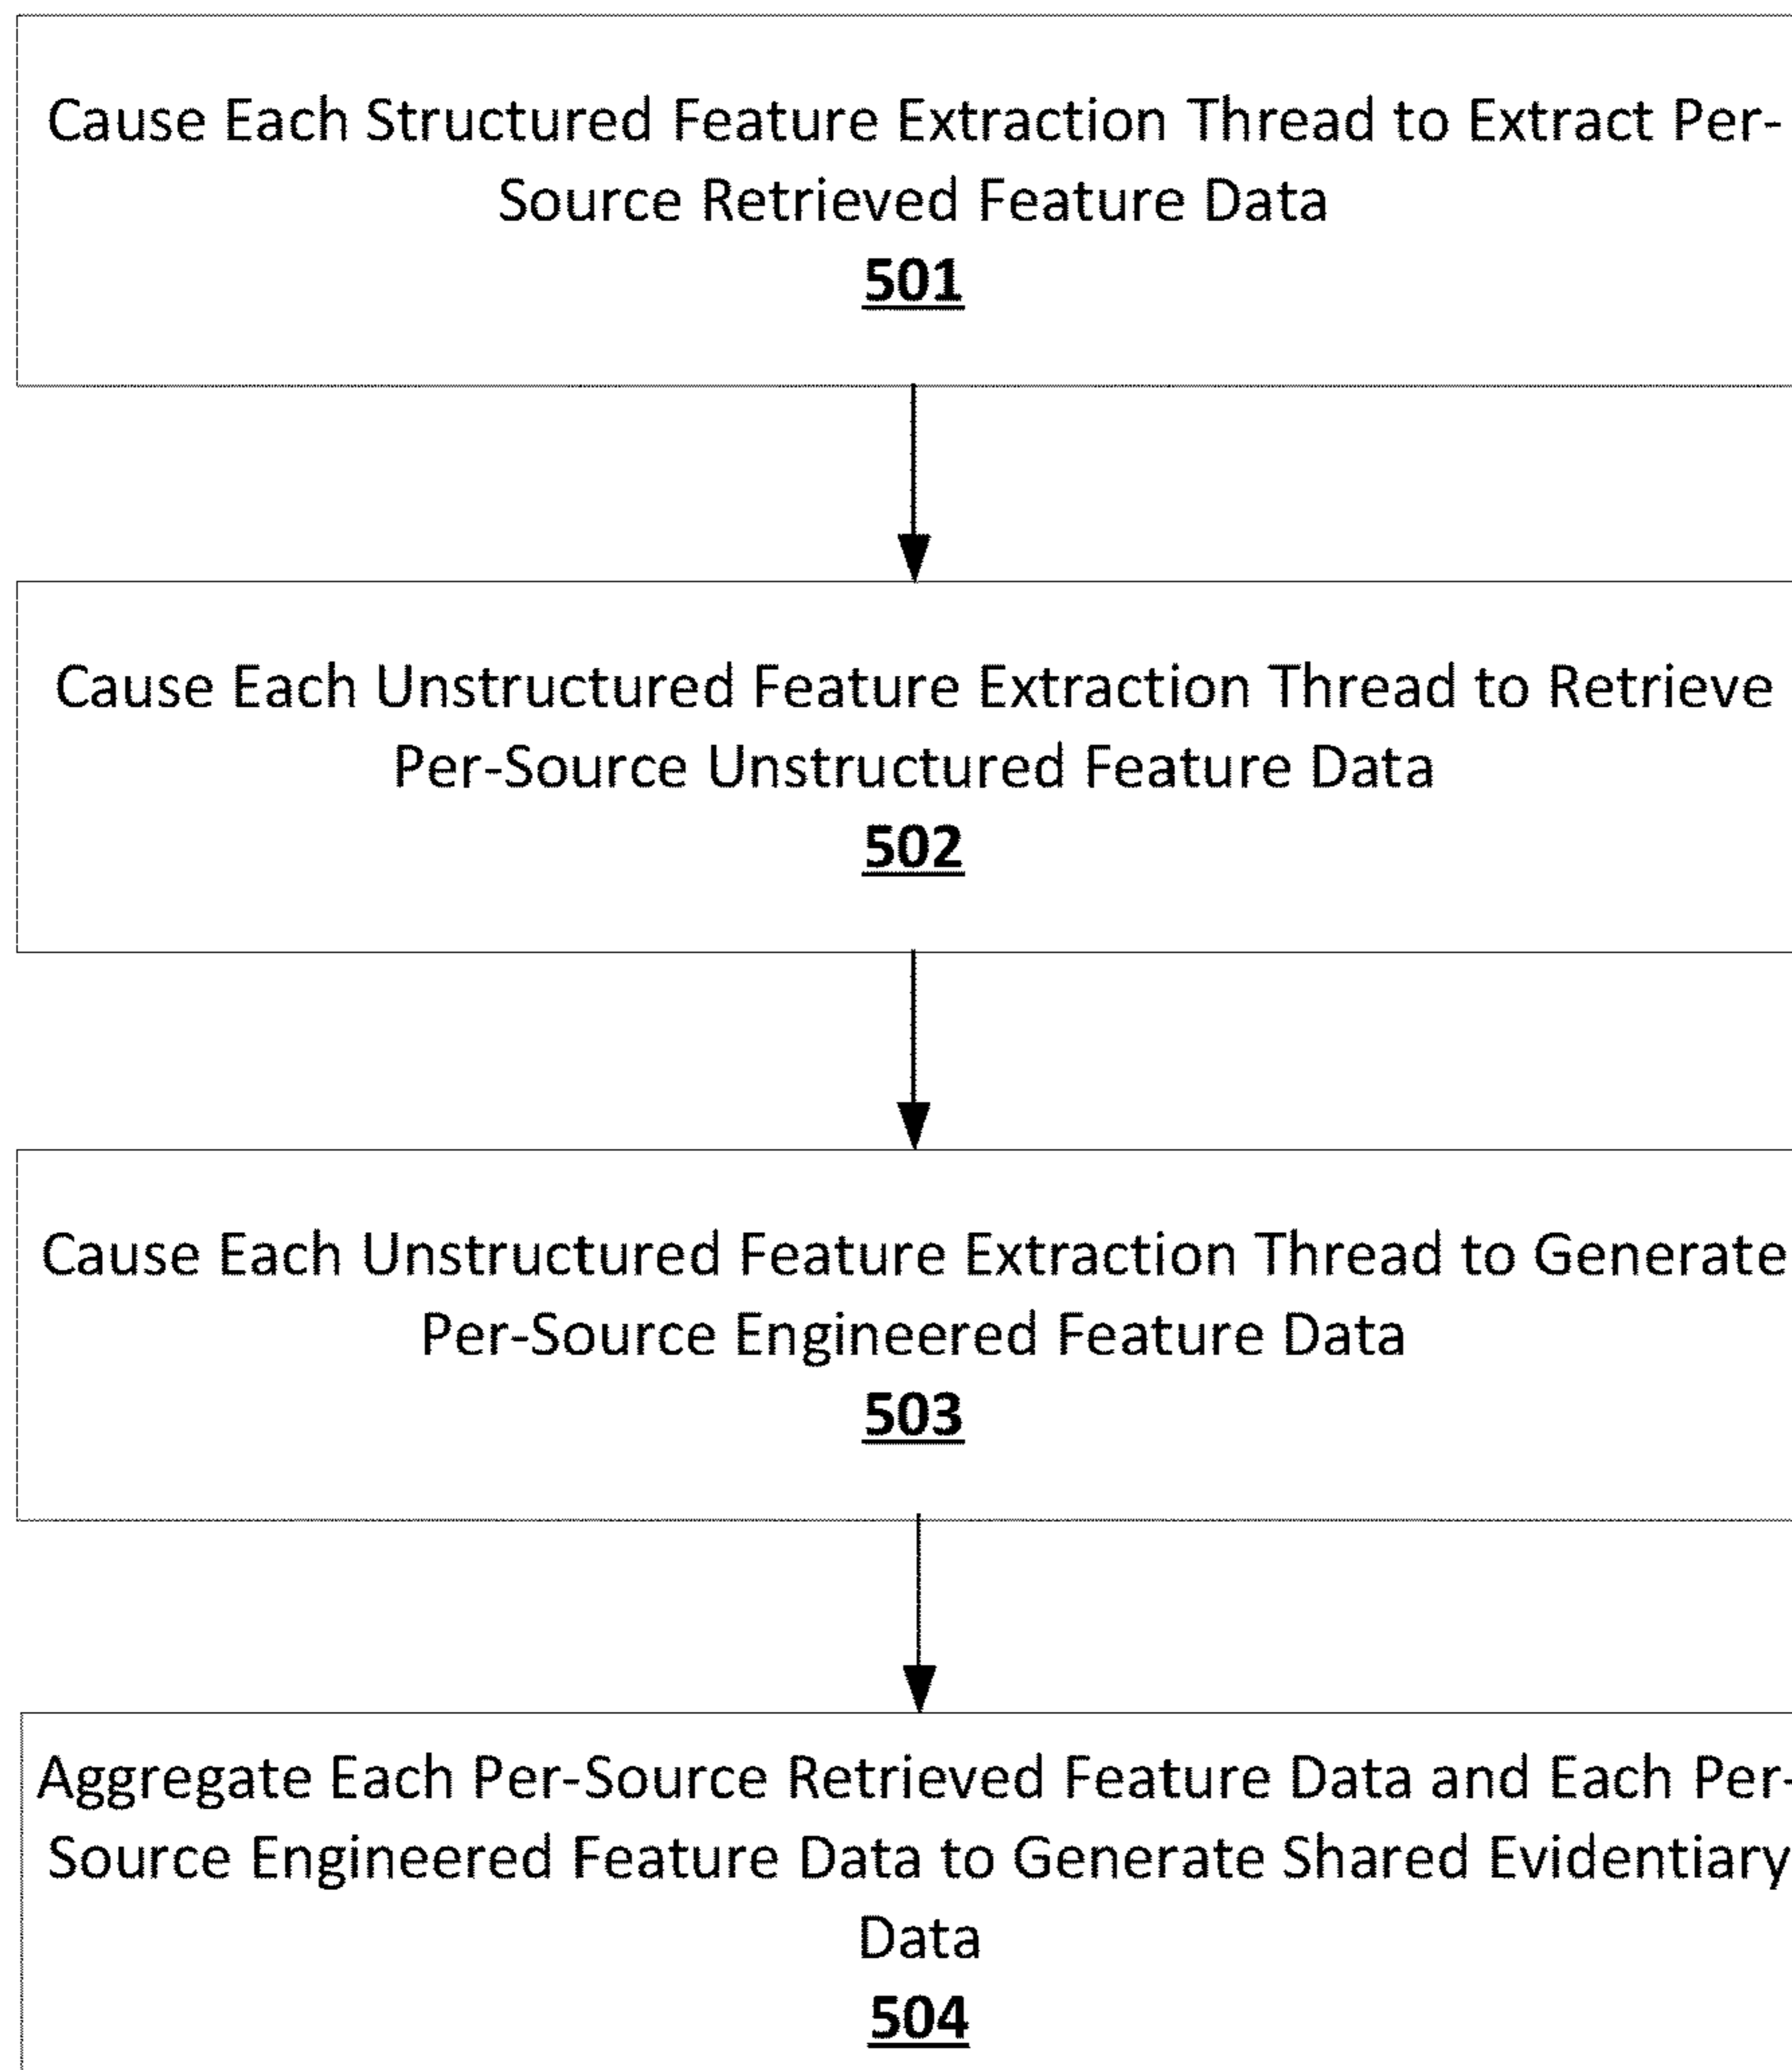 Cause Each Structured Feature Extraction Thread to Extract Per-
Source Retrieved Feature Data
501
Cause Each Unstructured Feature Extraction Thread to Retrieve
Per-Source Unstructured Feature Data
502
Cause Each Unstructured Feature Extraction Thread to Generate
Per-Source Engineered Feature Data
503
Aggregate Each Per-Source Retrieved Feature Data and Each Per-
Source Engineered Feature Data to Generate Shared Evidentiary
Data
504